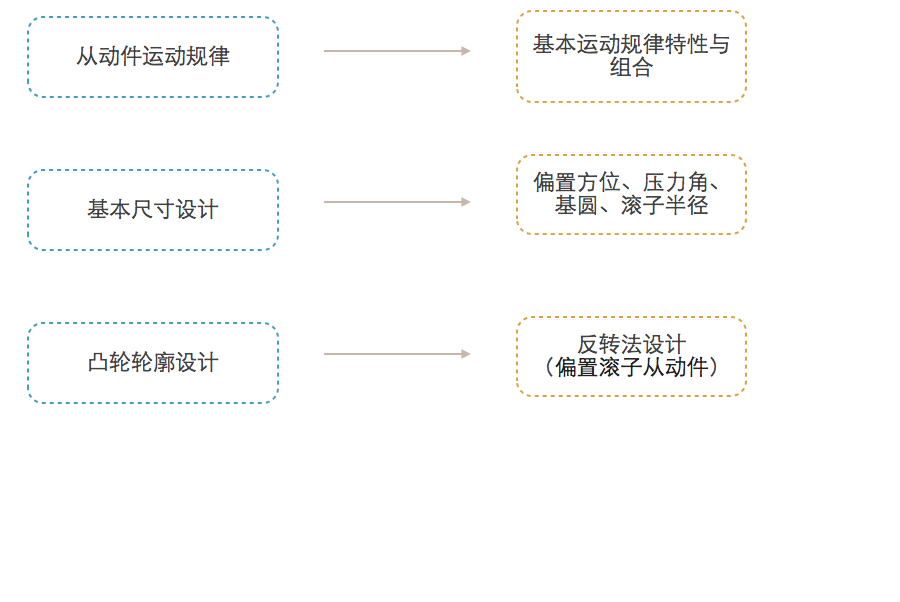 从动件运动规律
基本运动规律特性与
组合
基本尺寸设计
偏置方位、压力角、
基圆、滚子半径
凸轮轮廓设计
反转法设计
（偏置滚子从动件）